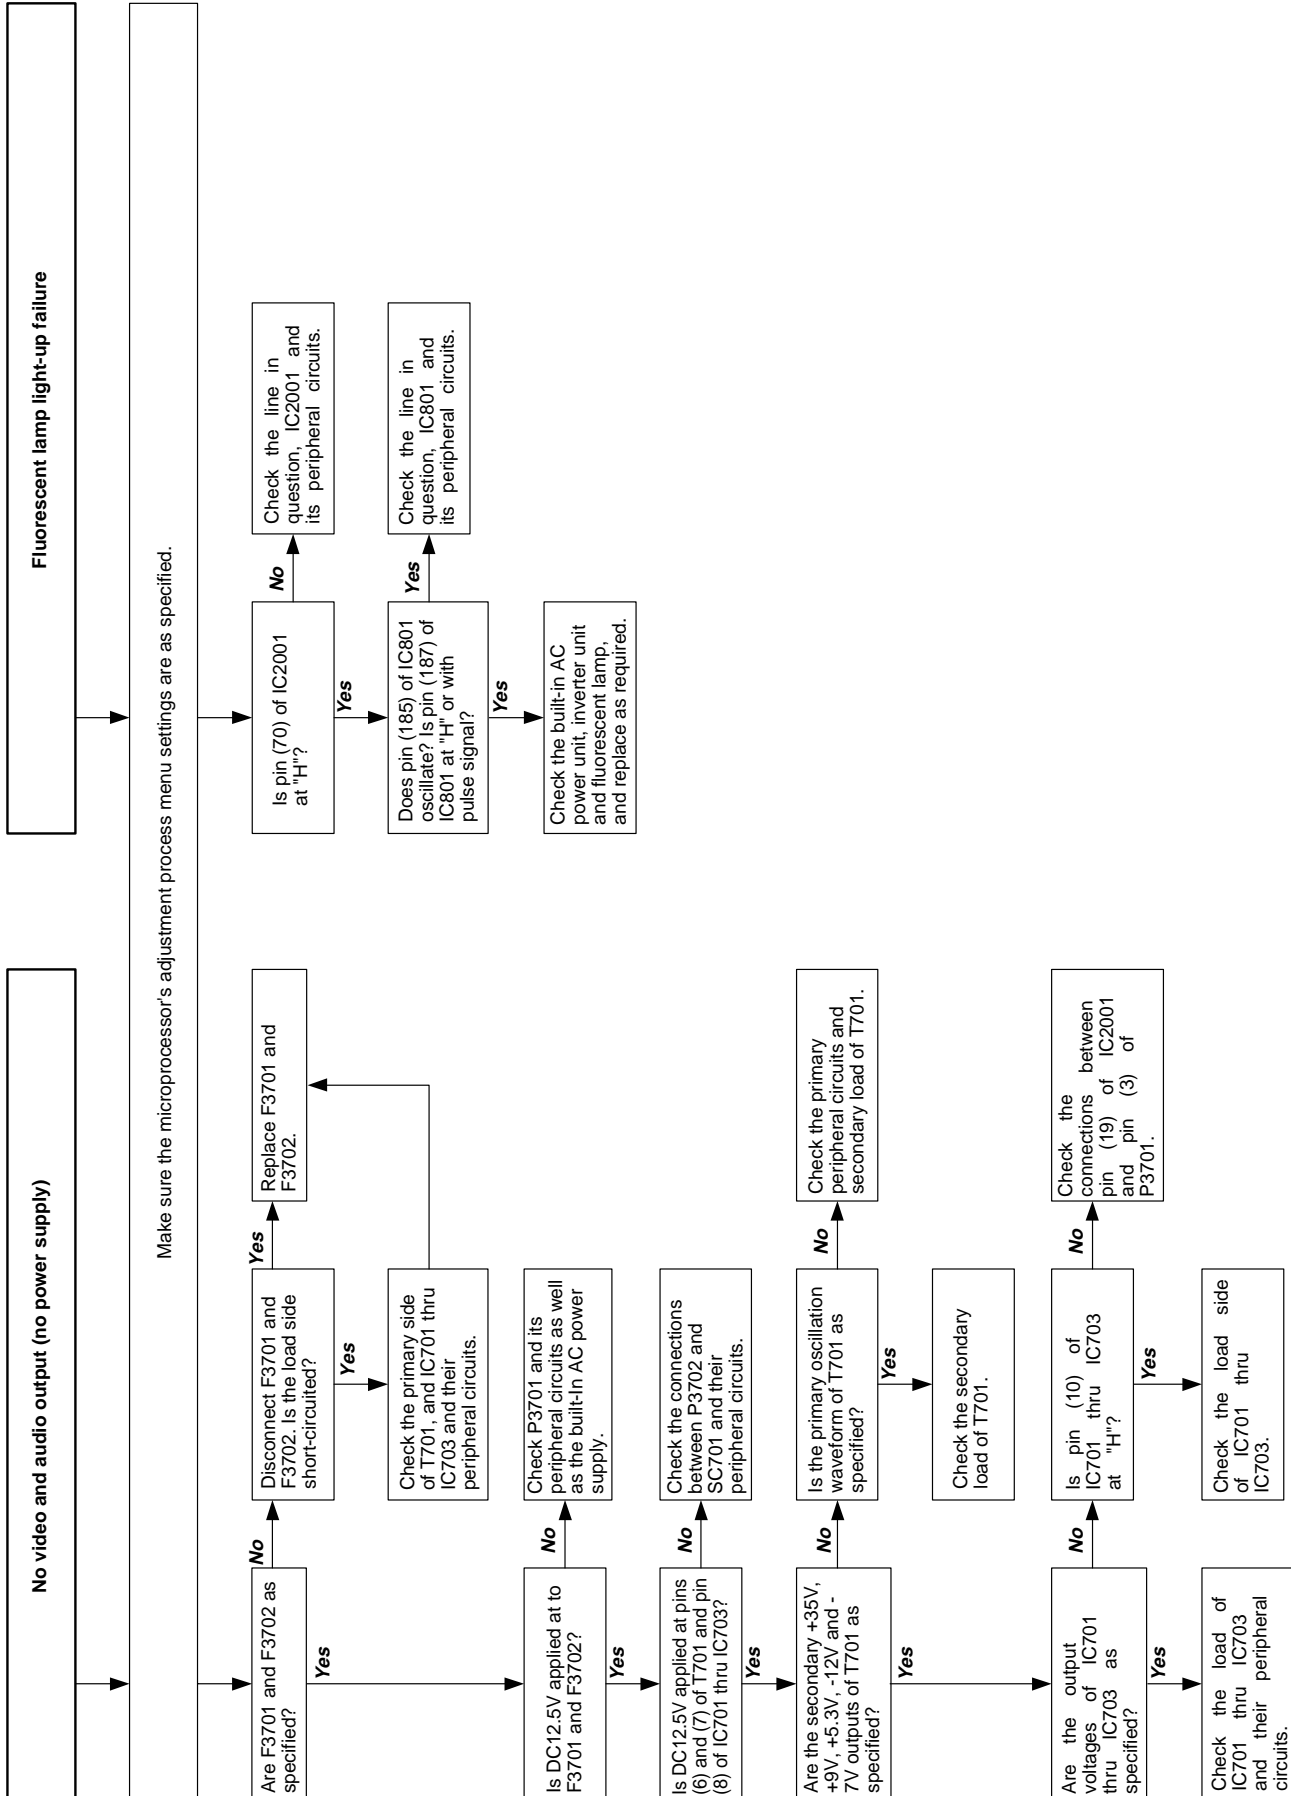 No video and audio output (no power supply)
Fluorescent lamp light-up failure
Make sure the microprocessor's adjustment process menu settings are as specified.
Are F3701 and F3702 as
specified?
No
Disconnect F3701 and
F3702. Is the load side
short-circuited?
Yes
Replace F3701 and
F3702.
Yes
Yes
Check the primary side
of T701, and IC701 thru
IC703 and their
peripheral circuits.
Is DC12.5V applied at to
F3701 and F3702?
No
Check P3701 and its
peripheral circuits as well
as the built-In AC power
supply.
Yes
Is DC12.5V applied at pins
(6) and (7) of T701 and pin
(8) of IC701 thru IC703?
No
Check the connections
between P3702 and
SC701 and their
peripheral circuits.
Yes
Are the secondary +35V,
+9V, +5.3V, -12V and -
7V outputs of T701 as
specified?
No
Is the primary oscillation
waveform of T701 as
specified?
No
Check the primary
peripheral circuits and
secondary load of T701.
Yes
Yes
Check the secondary
load of T701.
Are the output
voltages of IC701
thru IC703 as
specified?
No
Is pin (10) of
IC701 thru IC703
at "H"?
No
Check the
connections between
pin (19) of IC2001
and pin (3) of
P3701.
Yes
Yes
Check the load of
IC701 thru IC703
and their peripheral
circuits.
Check the load side
of IC701 thru
IC703.
Is pin (70) of IC2001
at "H"?
No
Check the line in
question, IC2001 and
its peripheral circuits.
Yes
Does pin (185) of IC801
oscillate? Is pin (187) of
IC801 at "H" or with
pulse signal?
Yes
Check the line in
question, IC801 and
its peripheral circuits.
Yes
Check the built-in AC
power unit, inverter unit
and fluorescent lamp,
and replace as required.